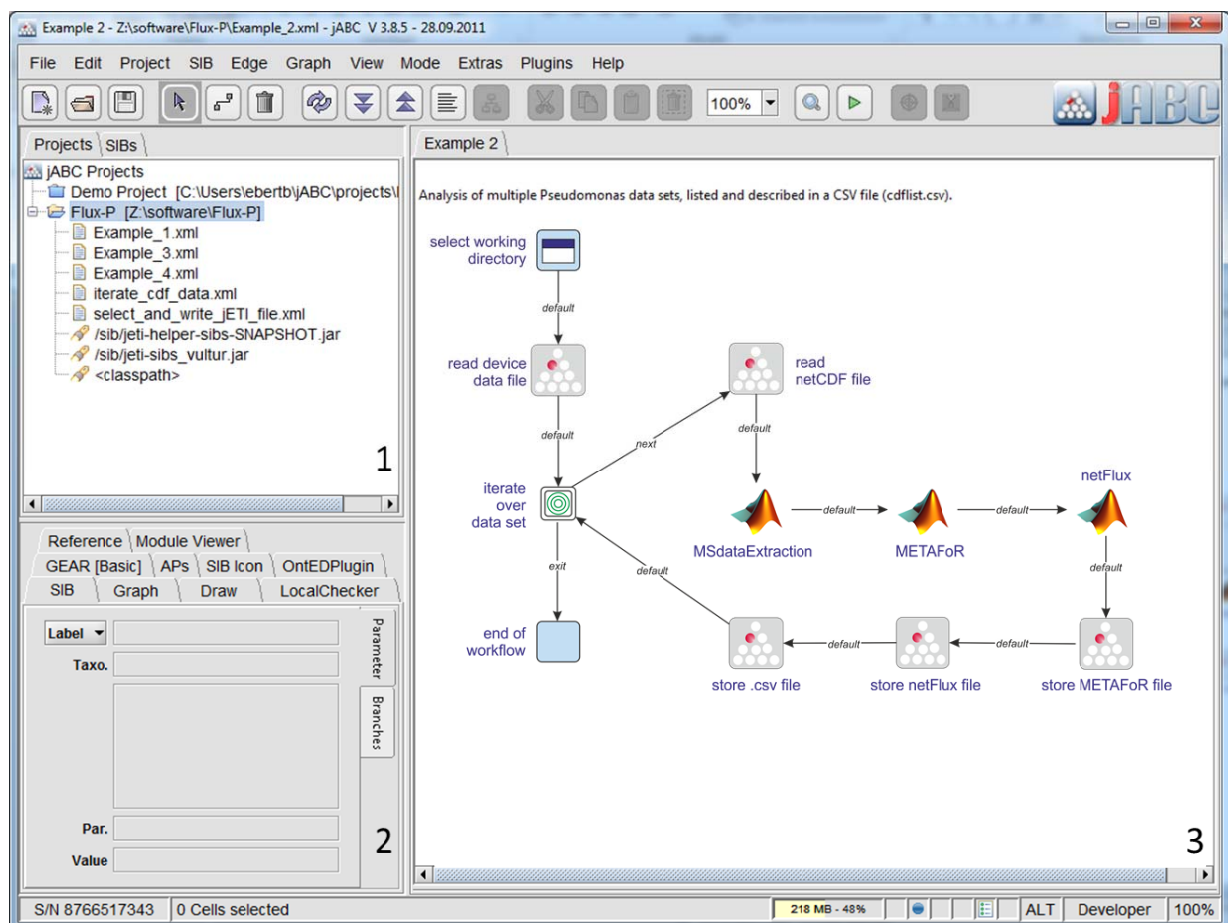 Example 2 - Z:\software\Flux-P\Example_2.xml - jABC V 3.8.5 - 28.09.2011
File Edit Project SIB Edge Graph View Mode Extras Plugins Help
100%
jABC
Projects SIBs
jABC Projects
Demo Project [C:\Users\ebertb\jABC\projects\
Flux-P [Z:\software\Flux-P]
Example_1.xml
Example_3.xml
Example_4.xml
iterate_cdf_data.xml
select_and_write_jETI_file.xml
/sib/jeti-helper-sibs-SNAPSHOT.jar
/sib/jeti-sibs_vultur.jar
<classpath>
1
Reference Module Viewer
GEAR [Basic] APs SIB Icon OntEDPlugin
SIB Graph Draw LocalChecker
Label
Taxo.
Par.
Value
Parameter
Branches
2
Example 2
Analysis of multiple Pseudomonas data sets, listed and described in a CSV file (cdflist.csv).
select working
directory
default
read device
data file
read
netCDF file
default
next
default
iterate
over
data set
MSdataExtraction
default
METAFoR
default
netFlux
exit
default
default
end of
workflow
default
default
store .csv file
store netFlux file
store METAFoR file
3
S/N 8766517343
0 Cells selected
218 MB - 48%
ALT
Developer
100%